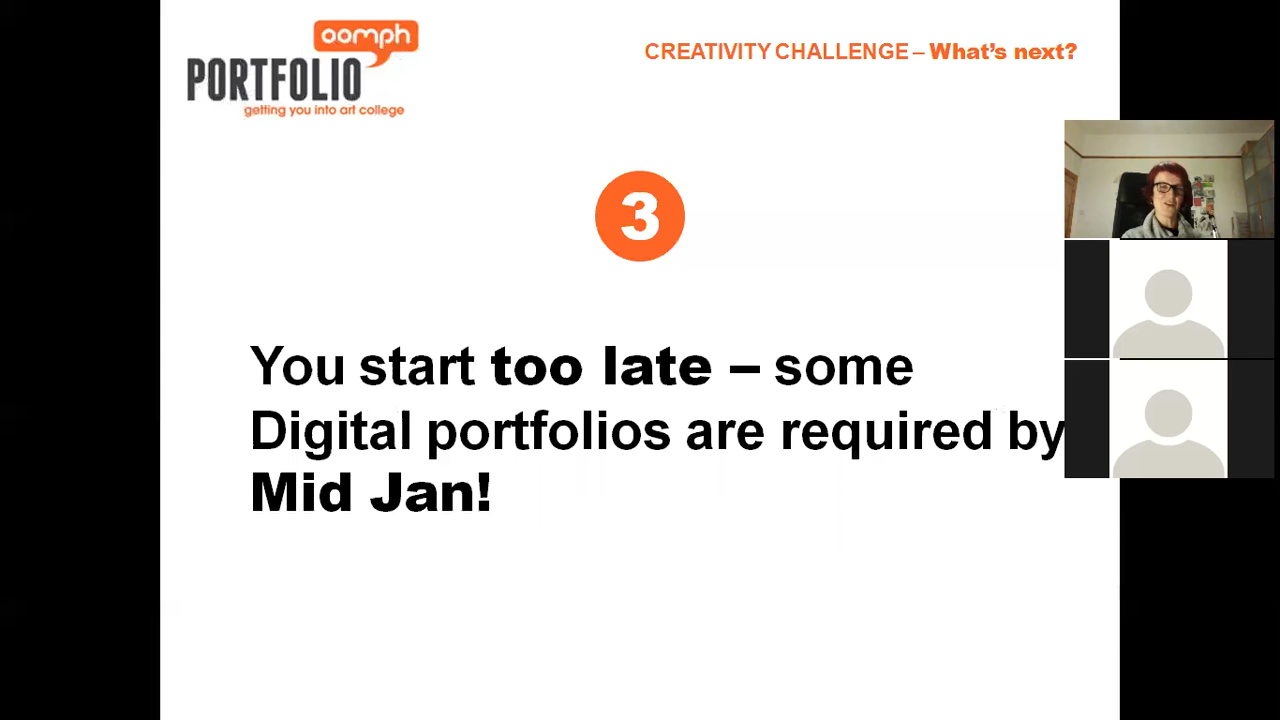 oomph
PORTFOLIO
getting you into art college
CREATIVITY CHALLENGE – What's next?
3
You start too late – some
Digital portfolios are required by
Mid Jan!